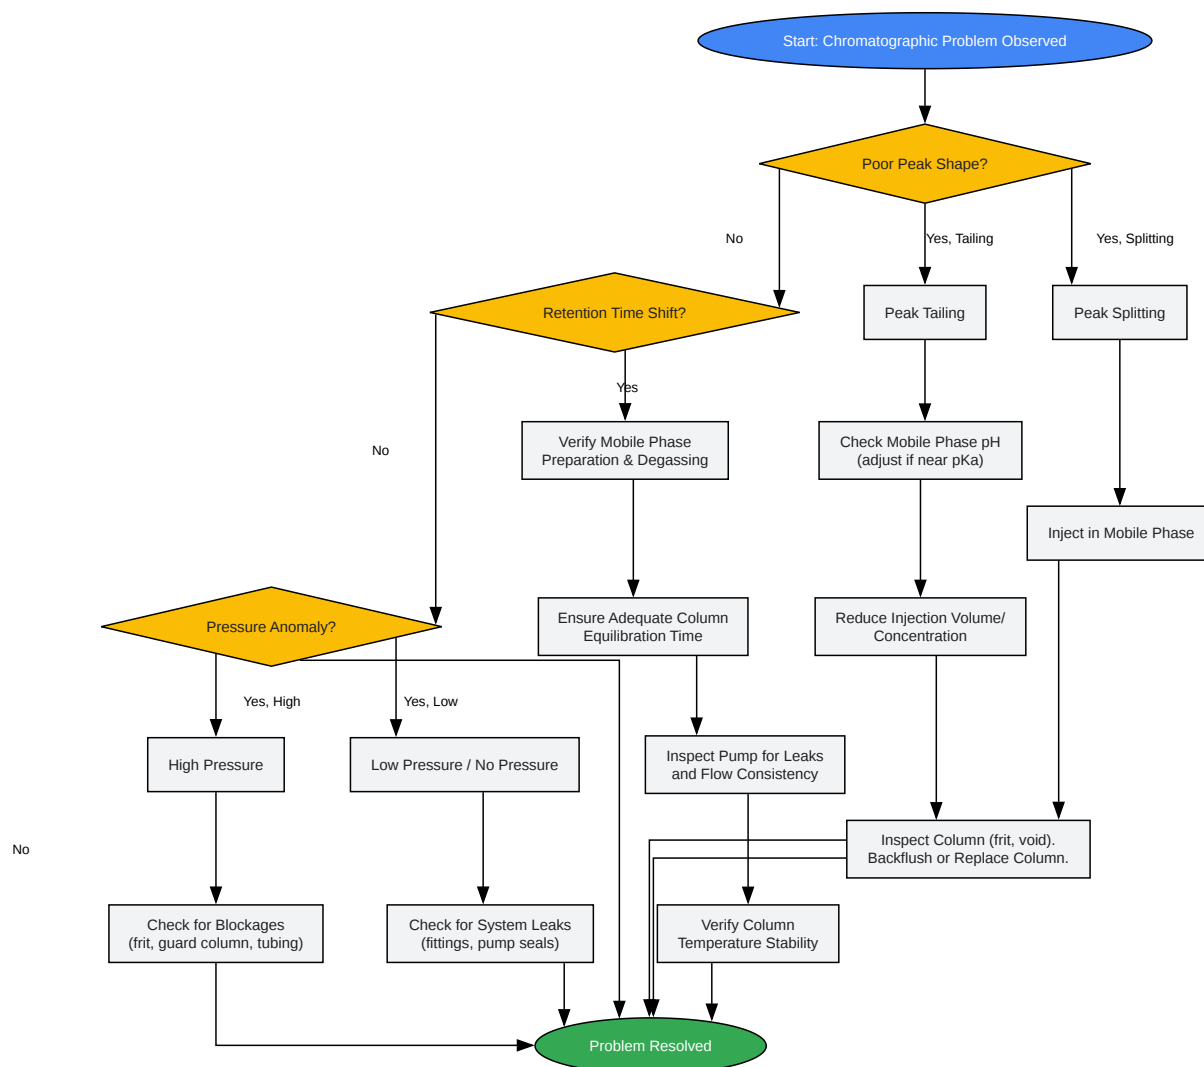 Start: Chromatographic Problem Observed
Poor Peak Shape?
No
Yes, Tailing
Yes, Splitting
Retention Time Shift?
Peak Tailing
Peak Splitting
Yes
No
Verify Mobile Phase
Preparation & Degassing
Check Mobile Phase pH
(adjust if near pKa)
Inject in Mobile Phase
Pressure Anomaly?
Ensure Adequate Column
Equilibration Time
Reduce Injection Volume/
Concentration
Yes, High
Yes, Low
High Pressure
Low Pressure / No Pressure
Inspect Pump for Leaks
and Flow Consistency
No
Inspect Column (frit, void).
Backflush or Replace Column.
Check for Blockages
(frit, guard column, tubing)
Check for System Leaks
(fittings, pump seals)
Verify Column
Temperature Stability
Problem Resolved